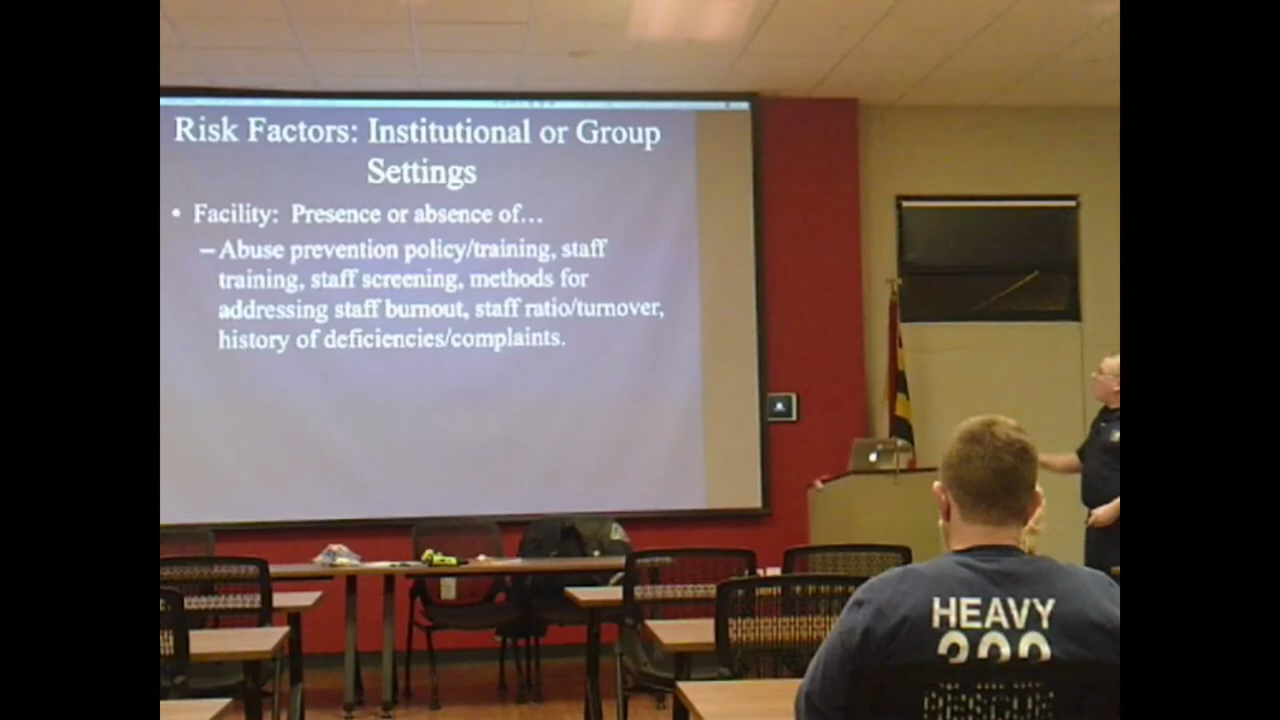 Risk Factors: Institutional or Group
Settings
• Facility: Presence or absence of...
– Abuse prevention policy/training, staff
training, staff screening, methods for
addressing staff burnout, staff ratio/turnover,
history of deficiencies/complaints.
HEAVY